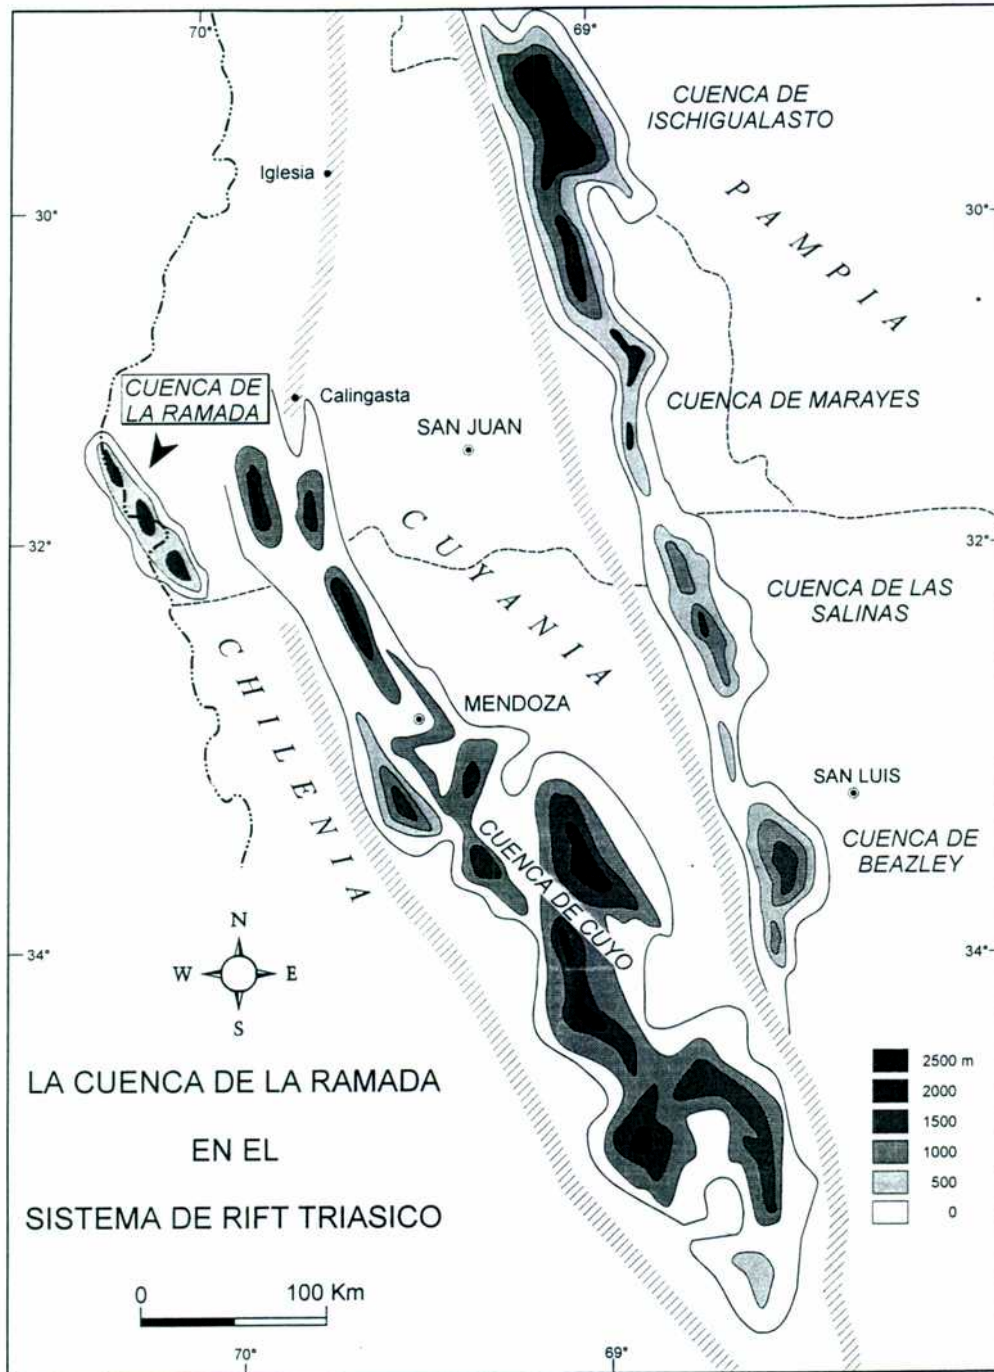 70°
69°
CUENCA DE
ISCHIGUALASTO
Iglesia
PAMPIA
30°
30°
CUENCA DE
LA RAMADA
Calingasta
CUENCA DE MARAYES
SAN JUAN
CUYANIA
32°
32°
CUENCA DE LAS
SALINAS
CHILENIA
MENDOZA
SAN LUIS
CUENCA DE
BEAZLEY
CUENCA DE CUYO
N
W
E
S
34°
34°
LA CUENCA DE LA RAMADA
EN EL
SISTEMA DE RIFT TRIASICO
2500 m
2000
1500
1000
500
0
0
100 Km
70°
69°